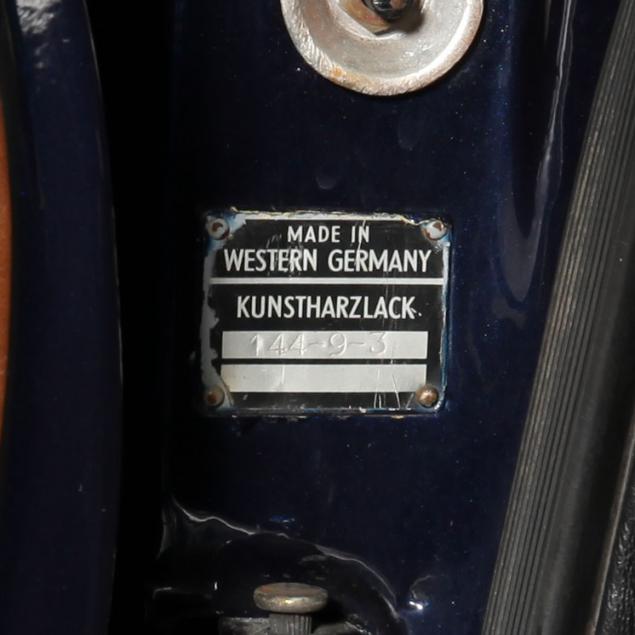 MADE IN
WESTERN GERMANY
KUNSTHARZLACK
144-9-3